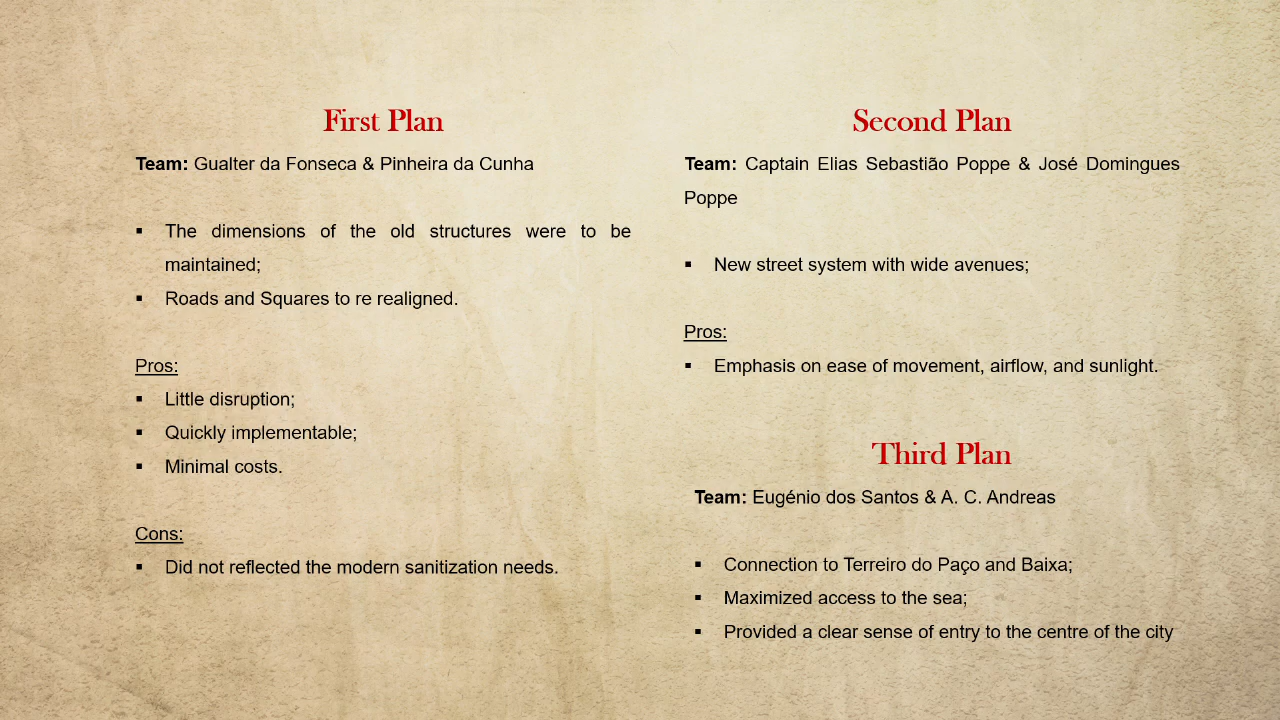 First Plan
Team: Gualter da Fonseca & Pinheira da Cunha
▪ The dimensions of the old structures were to be
maintained;
▪ Roads and Squares to re realigned.
Pros:
▪ Little disruption;
▪ Quickly implementable;
▪ Minimal costs.
Cons:
▪ Did not reflected the modern sanitization needs.
Second Plan
Team: Captain Elias Sebastião Poppe & José Domingues
Poppe
▪ New street system with wide avenues;
Pros:
▪ Emphasis on ease of movement, airflow, and sunlight.
Third Plan
Team: Eugénio dos Santos & A. C. Andreas
▪ Connection to Terreiro do Paço and Baixa;
▪ Maximized access to the sea;
▪ Provided a clear sense of entry to the centre of the city